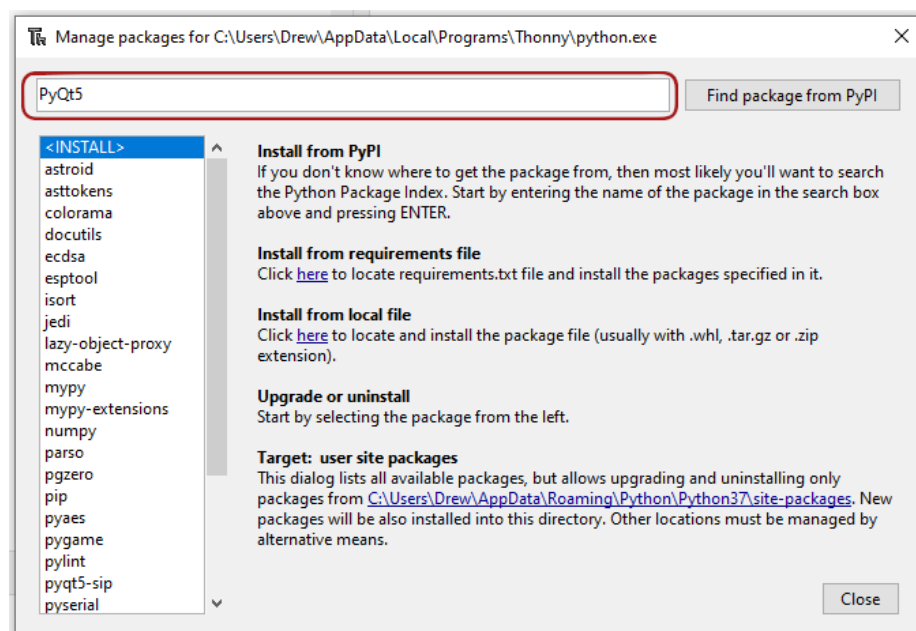 Manage packages for C:\Users\Drew\AppData\Local\Programs\Thonny\python.exe
PyQt5
Find package from PyPI
<INSTALL>
astroid
asttokens
colorama
docutils
ecdsa
esptool
isort
jedi
lazy-object-proxy
mccabe
mypy
mypy-extensions
numpy
parso
pgzero
pip
pyaes
pygame
pylint
pyqt5-sip
pyserial
Install from PyPI
If you don't know where to get the package from, then most likely you'll want to search
the Python Package Index. Start by entering the name of the package in the search box
above and pressing ENTER.
Install from requirements file
Click here to locate requirements.txt file and install the packages specified in it.
Install from local file
Click here to locate and install the package file (usually with .whl, .tar.gz or .zip
extension).
Upgrade or uninstall
Start by selecting the package from the left.
Target:  user site packages
This dialog lists all available packages, but allows upgrading and uninstalling only
packages from C:\Users\Drew\AppData\Roaming\Python\Python37\site-packages. New
packages will be also installed into this directory. Other locations must be managed by
alternative means.
Close